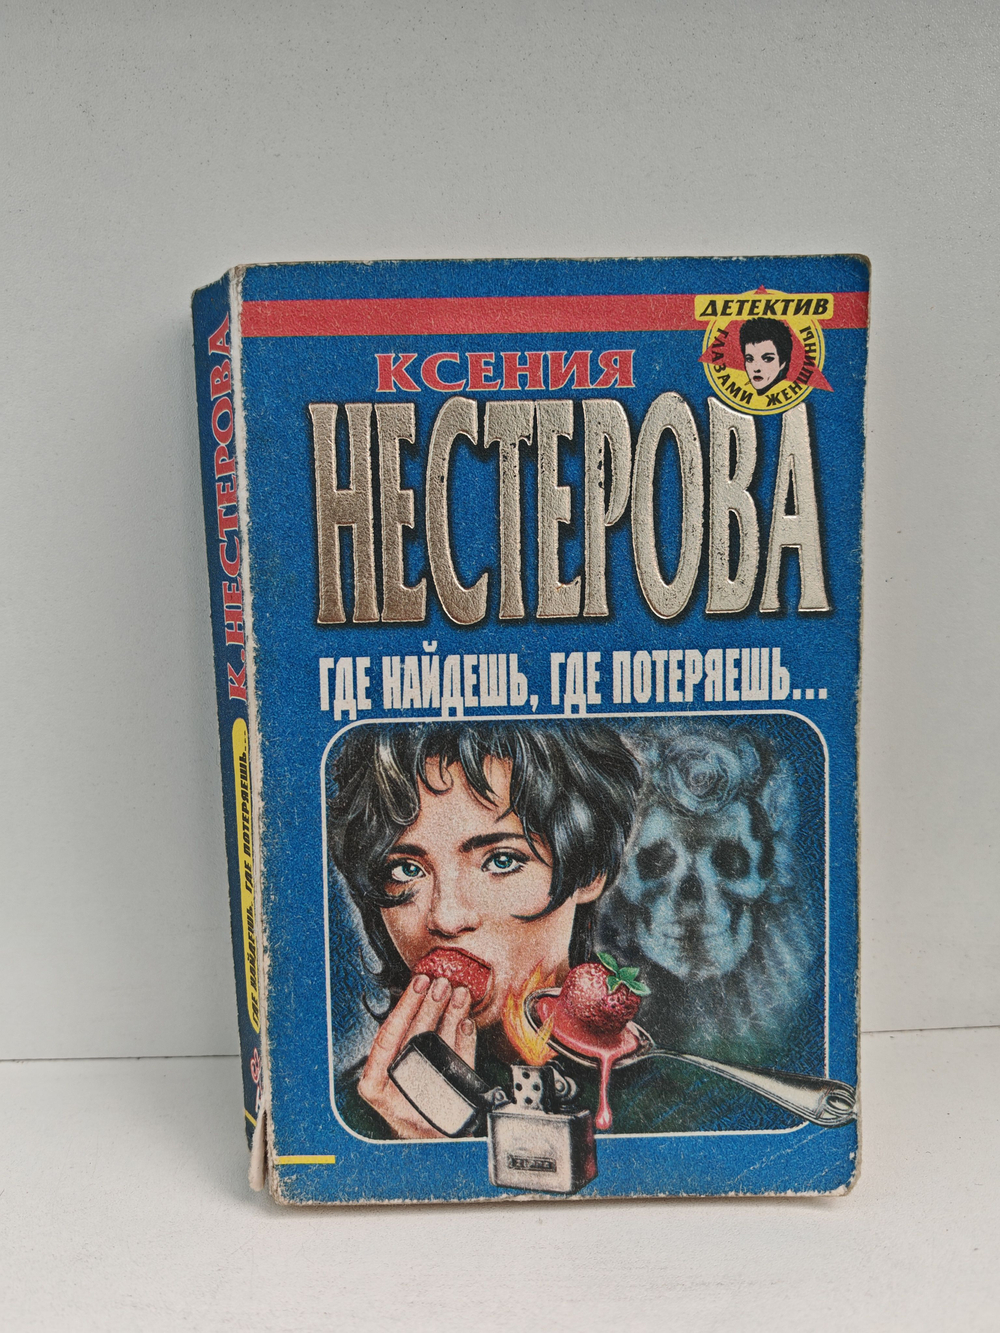 ДЕТЕКТИВ
ГЛАЗАМИ ЖЕНЩИНЫ
КСЕНИЯ
НЕСТЕРОВА
ГДЕ НАЙДЕШЬ, ГДЕ ПОТЕРЯЕШЬ...
К. НЕСТЕРОВА
ГДЕ НАЙДЕШЬ, ГДЕ ПОТЕРЯЕШЬ...